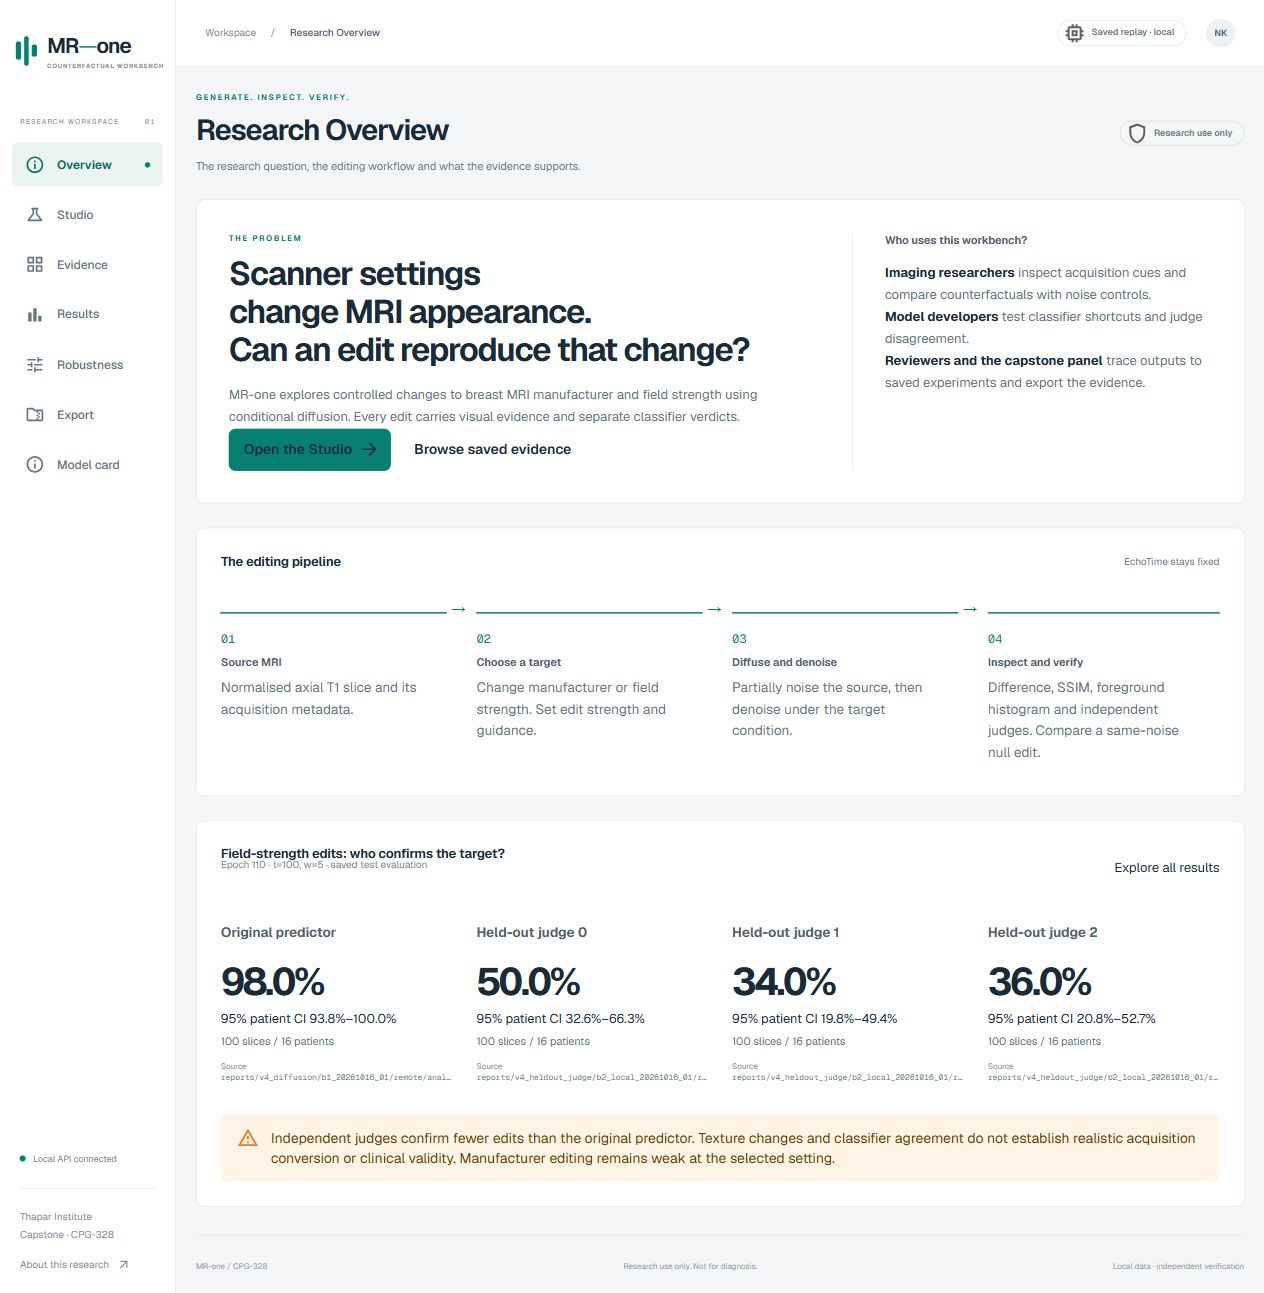 MR—one
COUNTERFACTUAL WORKBENCH
RESEARCH WORKSPACE 01
Overview
Studio
Evidence
Results
Robustness
Export
Model card
Local API connected
Thapar Institute
Capstone · CPG-328
About this research
Workspace / Research Overview
Saved replay · local
NK
GENERATE. INSPECT. VERIFY.
Research Overview
Research use only
The research question, the editing workflow and what the evidence supports.
THE PROBLEM
Scanner settings
change MRI appearance.
Can an edit reproduce that change?
MR-one explores controlled changes to breast MRI manufacturer and field strength using
conditional diffusion. Every edit carries visual evidence and separate classifier verdicts.
Open the Studio →
Browse saved evidence
Who uses this workbench?
Imaging researchers inspect acquisition cues and
compare counterfactuals with noise controls.
Model developers test classifier shortcuts and judge
disagreement.
Reviewers and the capstone panel trace outputs to
saved experiments and export the evidence.
The editing pipeline
EchoTime stays fixed
→
→
→
01
Source MRI
Normalised axial T1 slice and its
acquisition metadata.
02
Choose a target
Change manufacturer or field
strength. Set edit strength and
guidance.
03
Diffuse and denoise
Partially noise the source, then
denoise under the target
condition.
04
Inspect and verify
Difference, SSIM, foreground
histogram and independent
judges. Compare a same-noise
null edit.
Field-strength edits: who confirms the target?
Epoch 110 · t=100, w=5 · saved test evaluation
Explore all results
Original predictor
98.0%
95% patient CI 93.8%–100.0%
100 slices / 16 patients
Source
reports/v4_diffusion/b1_20261016_01/remote/anal…
Held-out judge 0
50.0%
95% patient CI 32.6%–66.3%
100 slices / 16 patients
Source
reports/v4_heldout_judge/b2_local_20261016_01/r…
Held-out judge 1
34.0%
95% patient CI 19.8%–49.4%
100 slices / 16 patients
Source
reports/v4_heldout_judge/b2_local_20261016_01/r…
Held-out judge 2
36.0%
95% patient CI 20.8%–52.7%
100 slices / 16 patients
Source
reports/v4_heldout_judge/b2_local_20261016_01/r…
Independent judges confirm fewer edits than the original predictor. Texture changes and classifier agreement do not establish realistic acquisition
conversion or clinical validity. Manufacturer editing remains weak at the selected setting.
MR-one / CPG-328
Research use only. Not for diagnosis.
Local data · independent verification